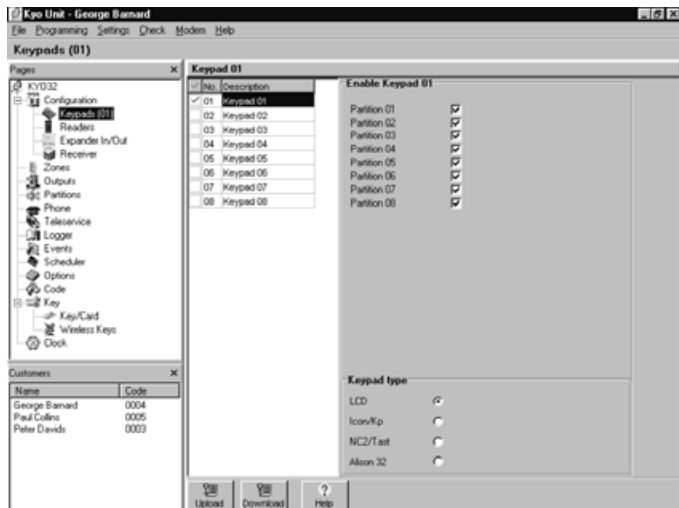 Kyo Unit - George Barnard
File Programming Settings Check Modem Help
Keypads (01)
Pages
KYO32
Configuration
Keypads (01)
Readers
Expander In/Out
Receiver
Zones
Outputs
Partitions
Phone
Teleservice
Logger
Events
Scheduler
Options
Code
Key
Key/Card
Wireless Keys
Clock
Customers
Name Code
George Barnard 0004
Paul Collins 0005
Peter Davids 0003
Keypad 01
No. Description
01 Keypad 01
02 Keypad 02
03 Keypad 03
04 Keypad 04
05 Keypad 05
06 Keypad 06
07 Keypad 07
08 Keypad 08
Enable Keypad 01
Partition 01
Partition 02
Partition 03
Partition 04
Partition 05
Partition 06
Partition 07
Partition 08
Keypad type
LCD
Icon/Kp
NC2/Tast
Alison 32
Upload Download Help